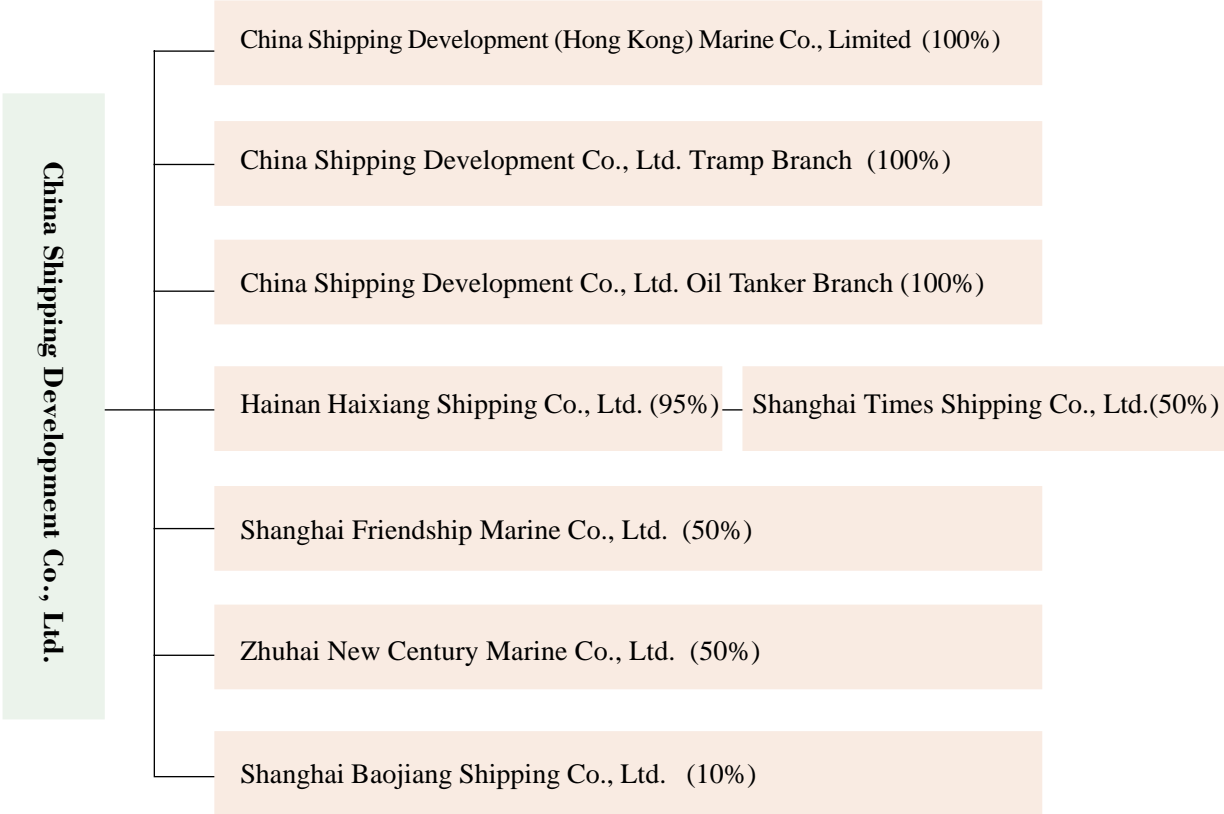 China Shipping Development Co., Ltd.
China Shipping Development (Hong Kong) Marine Co., Limited (100%)
China Shipping Development Co., Ltd. Tramp Branch (100%)
China Shipping Development Co., Ltd. Oil Tanker Branch (100%)
Hainan Haixiang Shipping Co., Ltd. (95%)
Shanghai Times Shipping Co., Ltd.(50%)
Shanghai Friendship Marine Co., Ltd. (50%)
Zhuhai New Century Marine Co., Ltd. (50%)
Shanghai Baojiang Shipping Co., Ltd. (10%)